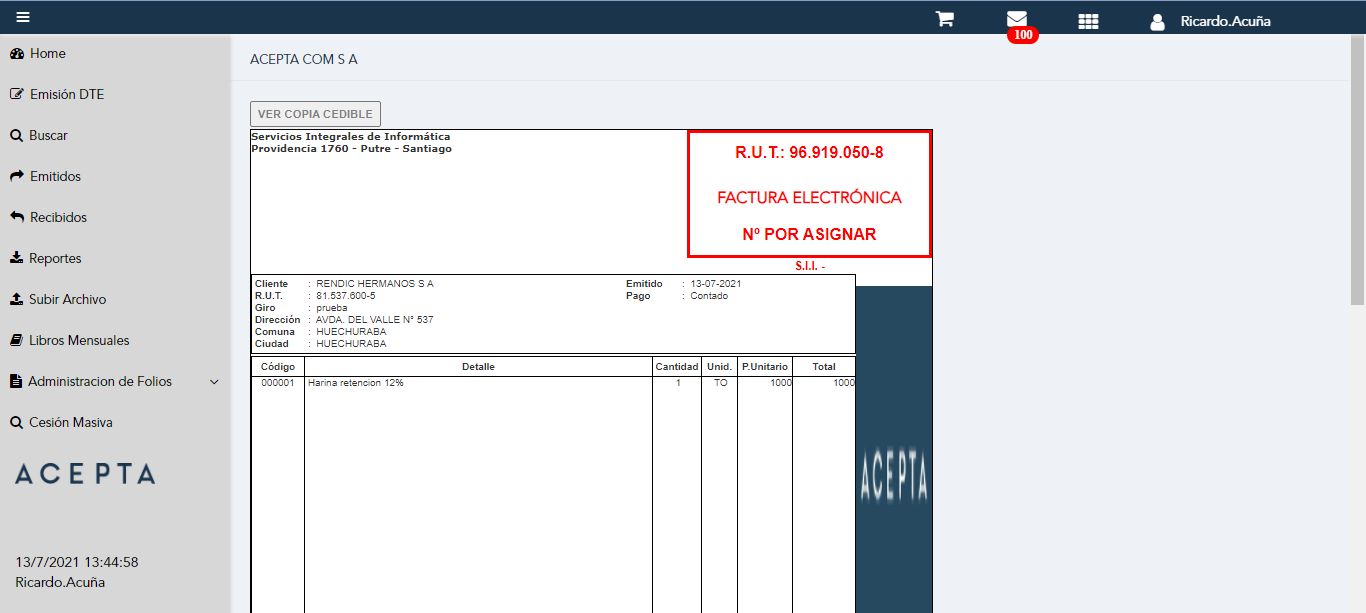 100
Ricardo.Acuña
Home
Emisión DTE
Buscar
Emitidos
Recibidos
Reportes
Subir Archivo
Libros Mensuales
Administracion de Folios
Cesión Masiva
ACEPTA
13/7/2021 13:44:58
Ricardo.Acuña
ACEPTA COM S A
VER COPIA CEDIBLE
Servicios Integrales de Informática
Providencia 1760 - Putre - Santiago
R.U.T.: 96.919.050-8
FACTURA ELECTRÓNICA
Nº POR ASIGNAR
S.I.I. -
Cliente : RENDIC HERMANOS S A Emitido : 13-07-2021
R.U.T. : 81.537.600-5 Pago : Contado
Giro : prueba
Dirección : AVDA. DEL VALLE N° 537
Comuna : HUECHURABA
Ciudad : HUECHURABA
Código Detalle Cantidad Unid. P.Unitario Total
000001 Harina retencion 12% 1 TO 1000 1000
ACEPTA